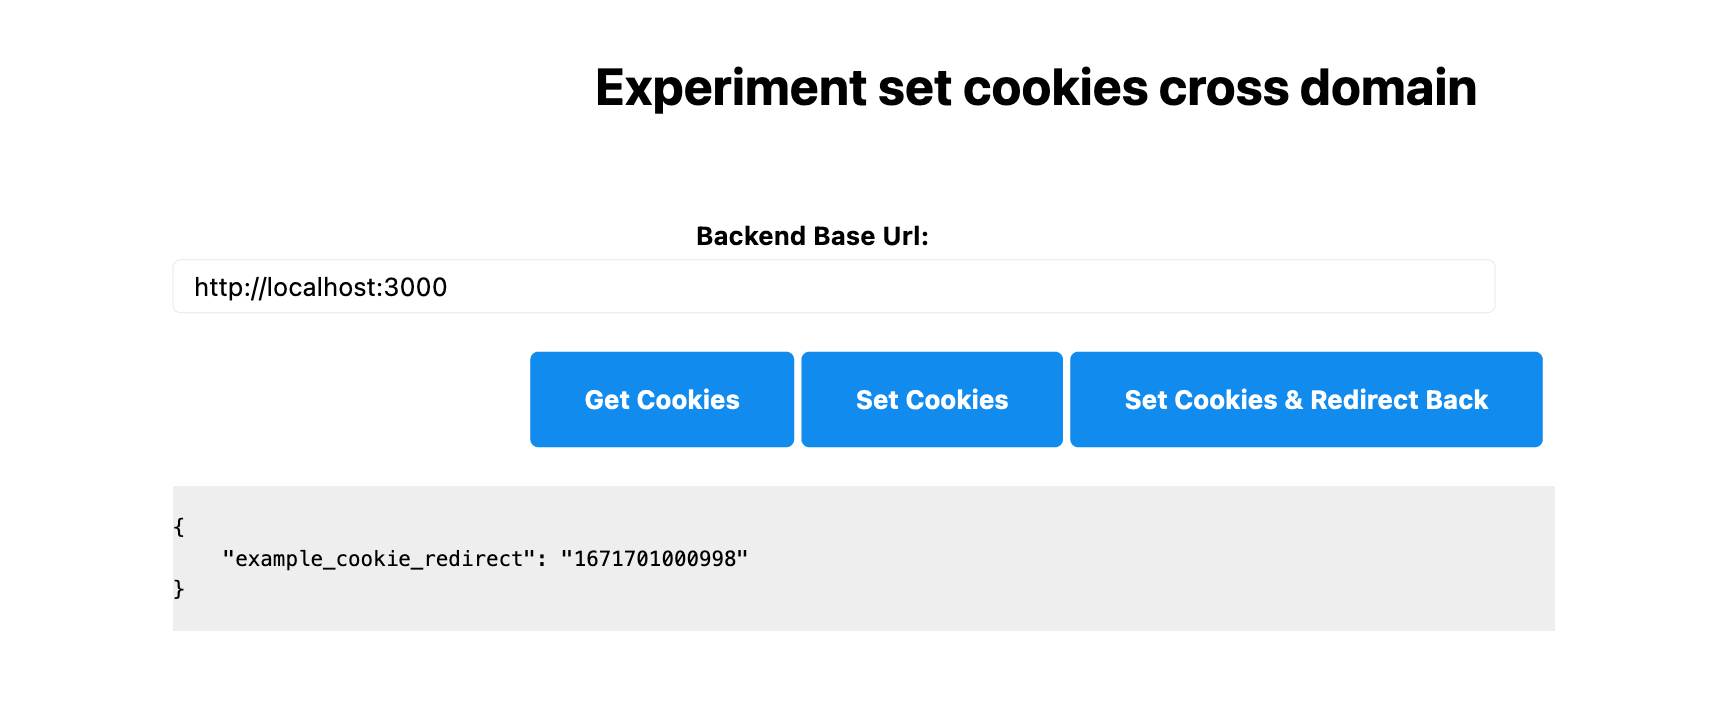 Experiment set cookies cross domain
Backend Base Url:
http://localhost:3000
Get Cookies
Set Cookies
Set Cookies & Redirect Back
{
    "example_cookie_redirect": "1671701000998"
}